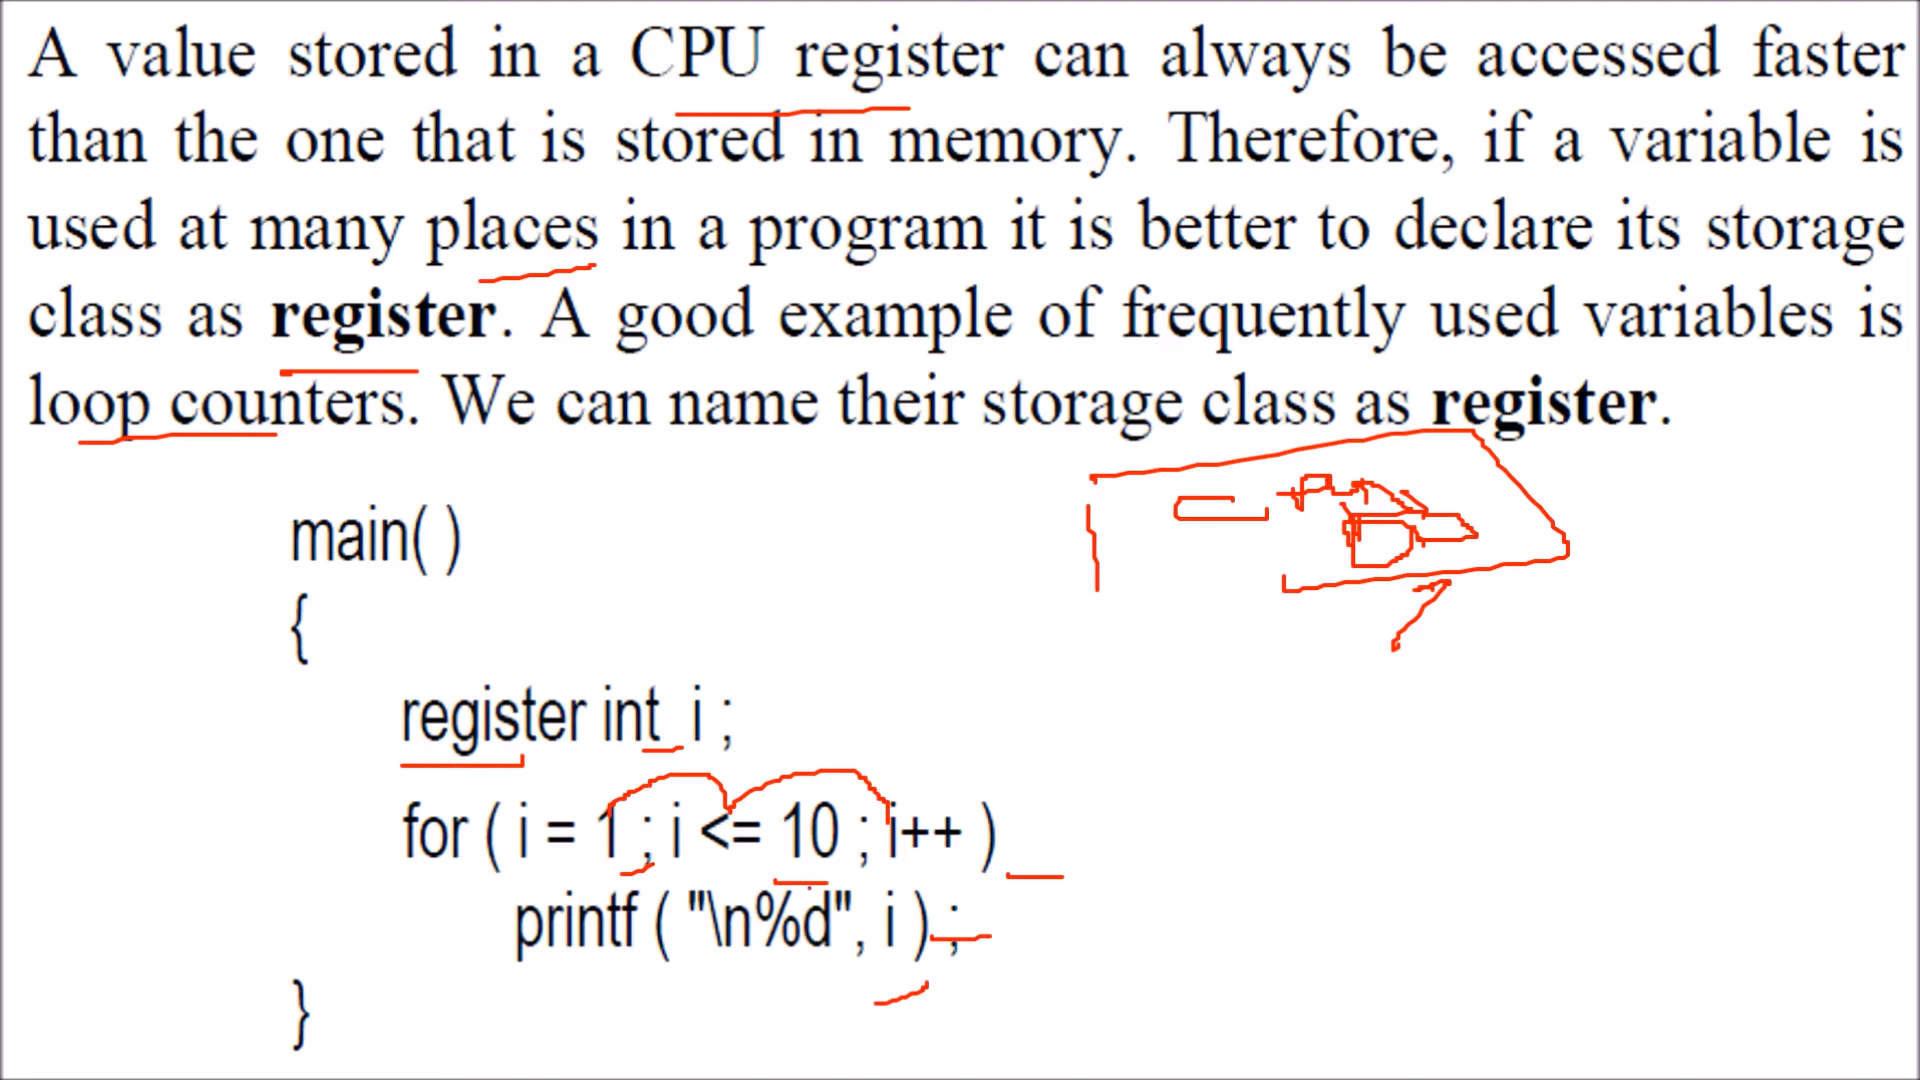 A value stored in a CPU register can always be accessed faster
than the one that is stored in memory. Therefore, if a variable is
used at many places in a program it is better to declare its storage
class as register. A good example of frequently used variables is
loop counters. We can name their storage class as register.
main( )
{
register int i ;
for ( i = 1 ; i <= 10 ; i++ )
printf ( "\n%d", i ) ;
}